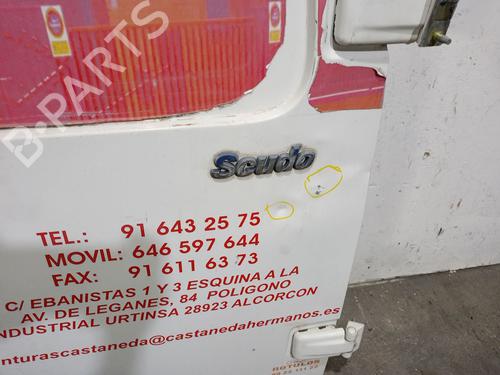 B-PARTS
Scudo
TEL.: 91 643 25 75
MOVIL: 646 597 644
FAX: 91 611 63 73
C/ EBANISTAS 1 Y 3 ESQUINA A LA
AV. DE LEGANES, 84 POLIGONO
INDUSTRIAL URTINSA 28923 ALCORCON
nturascastaneda@castanedahermanos.es
ROTULOS